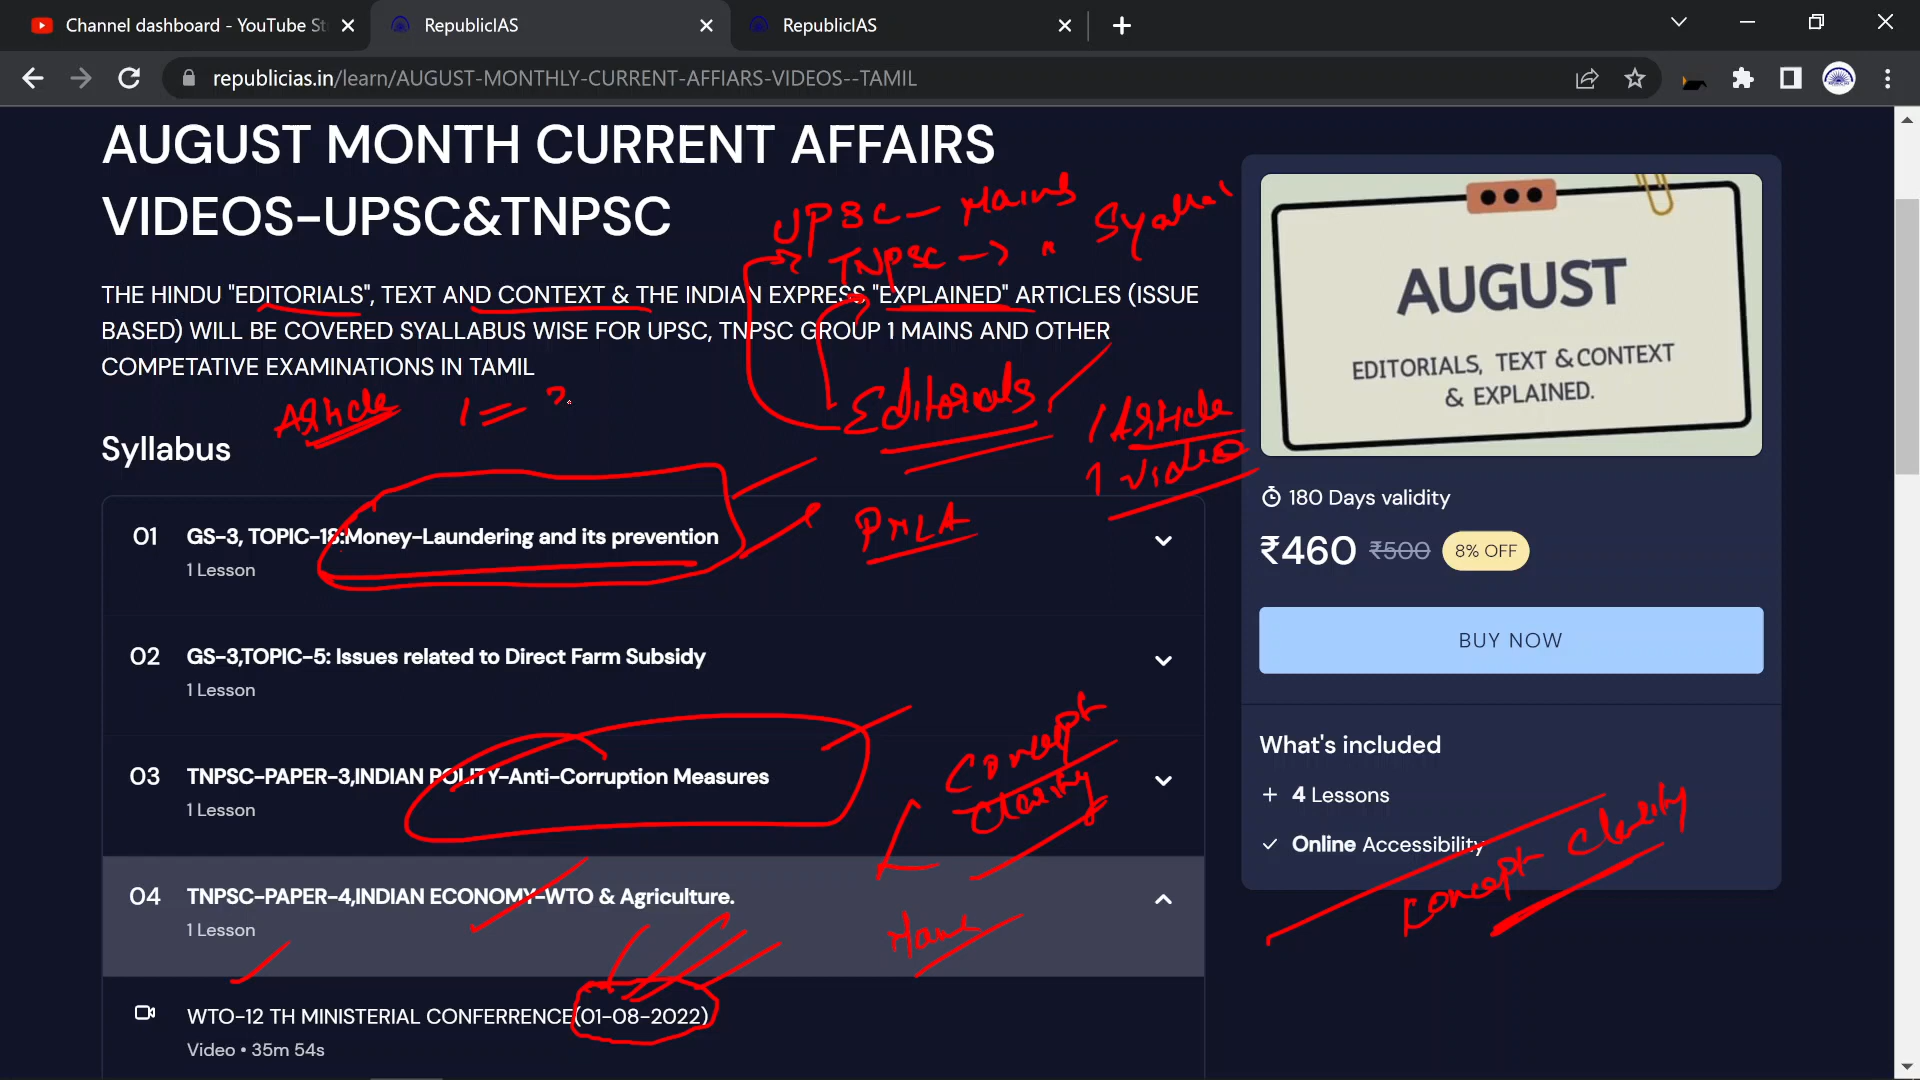 Channel dashboard - YouTube St
RepublicIAS
RepublicIAS
republicias.in/learn/AUGUST-MONTHLY-CURRENT-AFFIARS-VIDEOS--TAMIL
AUGUST MONTH CURRENT AFFAIRS
VIDEOS-UPSC&TNPSC
UPSC - Mains
TNPSC -> "
THE HINDU "EDITORIALS", TEXT AND CONTEXT & THE INDIAN EXPRESS "EXPLAINED" ARTICLES (ISSUE
BASED) WILL BE COVERED SYALLABUS WISE FOR UPSC, TNPSC GROUP 1 MAINS AND OTHER
COMPETATIVE EXAMINATIONS IN TAMIL
Article 1 =
Editorials
1 Article
1 Video
Syllabus
01 GS-3, TOPIC-18:Money-Laundering and its prevention
1 Lesson
PMLA
02 GS-3,TOPIC-5: Issues related to Direct Farm Subsidy
1 Lesson
03 TNPSC-PAPER-3,INDIAN POLITY-Anti-Corruption Measures
1 Lesson
Concept
Clarity
04 TNPSC-PAPER-4,INDIAN ECONOMY-WTO & Agriculture.
1 Lesson
WTO-12 TH MINISTERIAL CONFERRENCE(01-08-2022)
Video • 35m 54s
AUGUST
EDITORIALS, TEXT & CONTEXT
& EXPLAINED.
180 Days validity
₹460 ₹500 8% OFF
BUY NOW
What's included
+ 4 Lessons
Online Accessibility
Concept Clarity